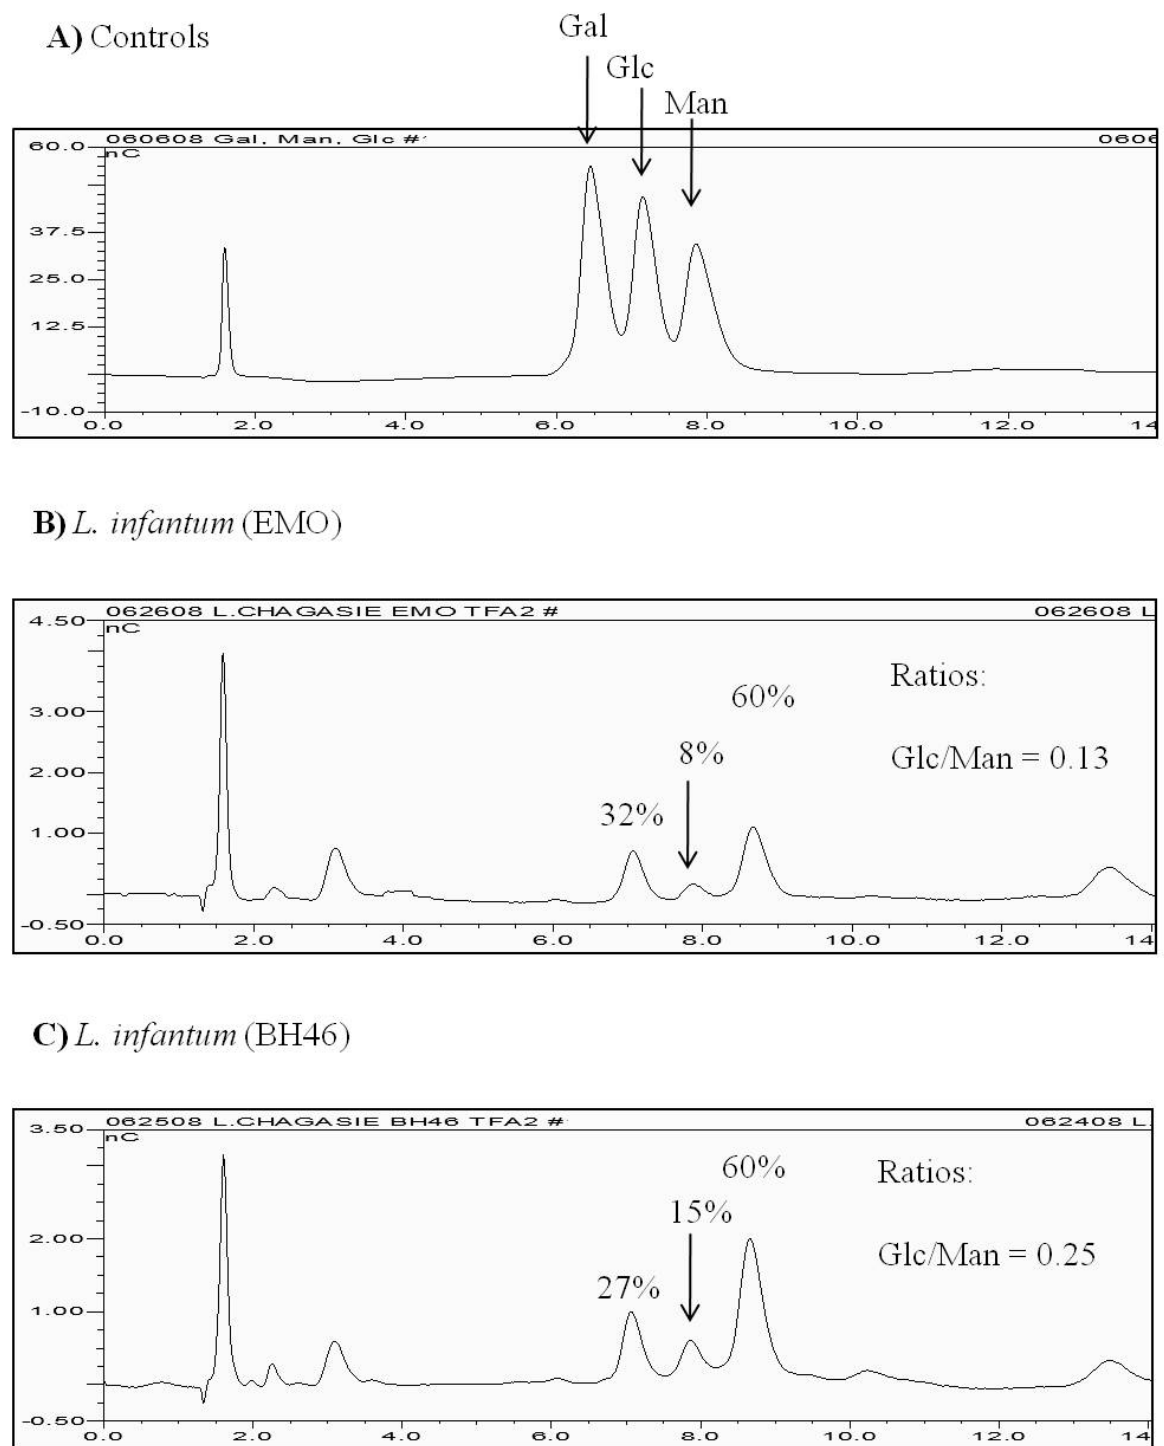 A) Controls
Gal
Glc
Man
060608 Gal, Man, Glc #
0606
60.0
nC
37.5
25.0
12.5
-10.0
0.0 2.0 4.0 6.0 8.0 10.0 12.0 14
B) L. infantum (EMO)
062608 L.CHAGASIE EMO TFA2 #
062608 L
4.50
nC
3.00
2.00
1.00
-0.50
32%
8%
60%
Ratios:
Glc/Man = 0.13
0.0 2.0 4.0 6.0 8.0 10.0 12.0 14
C) L. infantum (BH46)
062508 L.CHAGASIE BH46 TFA2 #
062408 L.
3.50
nC
2.00
1.00
-0.50
27%
15%
60%
Ratios:
Glc/Man = 0.25
0.0 2.0 4.0 6.0 8.0 10.0 12.0 14